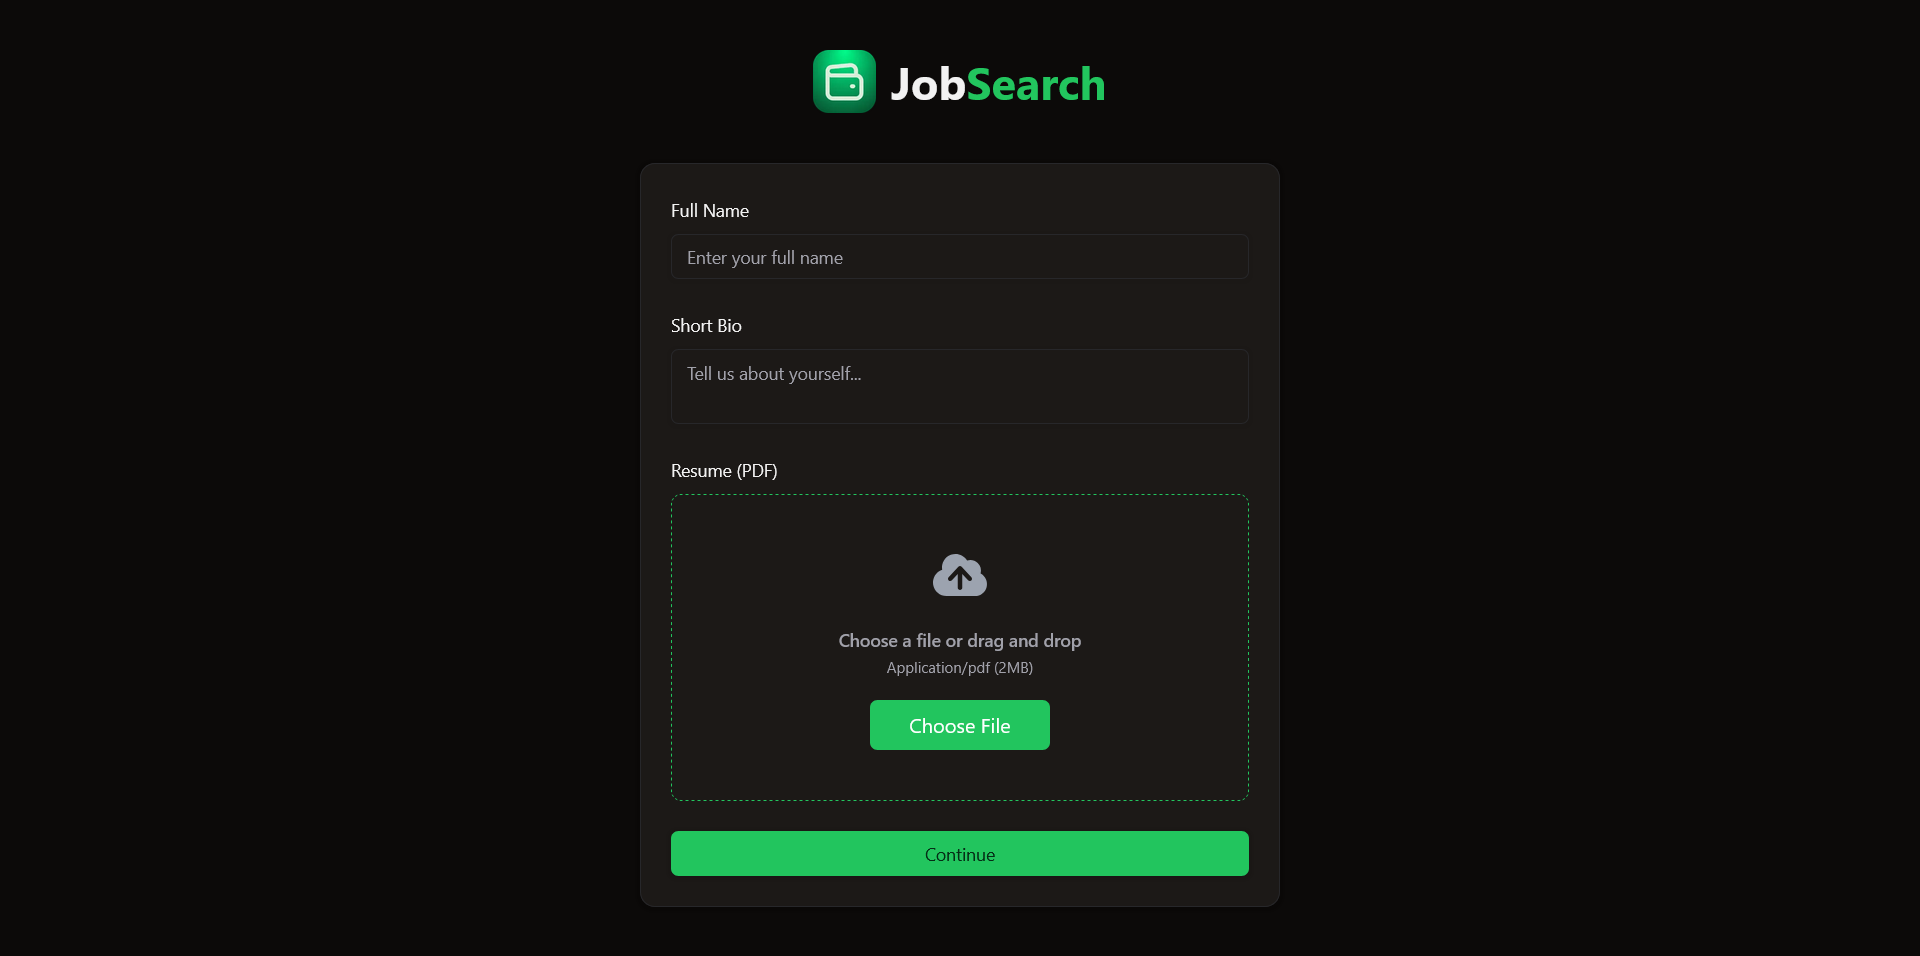 JobSearch
Full Name
Enter your full name
Short Bio
Tell us about yourself...
Resume (PDF)
Choose a file or drag and drop
Application/pdf (2MB)
Choose File
Continue